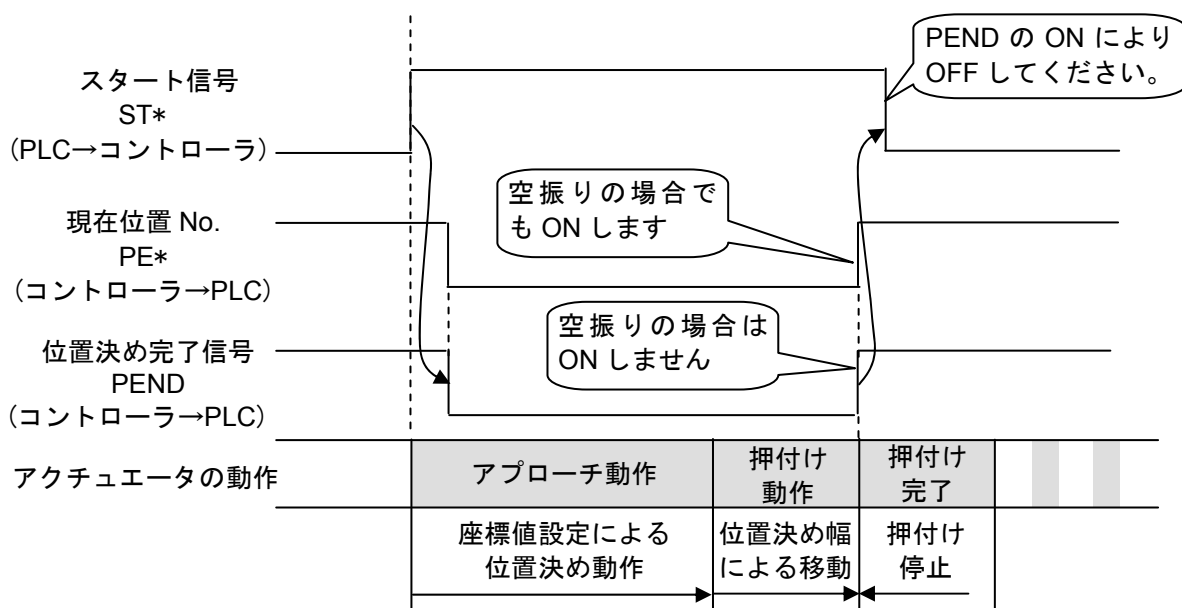 PEND の ON により
OFF してください。
スタート信号
ST*
(PLC→コントローラ)
空振りの場合で
も ON します
現在位置 No.
PE*
(コントローラ→PLC)
空振りの場合は
ON しません
位置決め完了信号
PEND
(コントローラ→PLC)
アクチュエータの動作
アプローチ動作
押付け
動作
押付け
完了
座標値設定による
位置決め動作
位置決め幅
による移動
押付け
停止